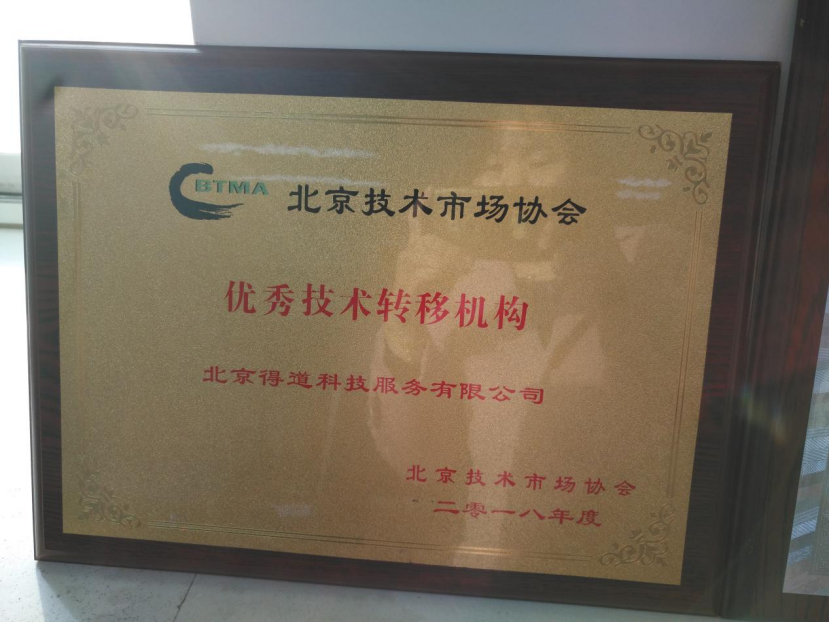 BTMA 北京技术市场协会
优秀技术转移机构
北京得道科技服务有限公司
北京技术市场协会
二零一八年度